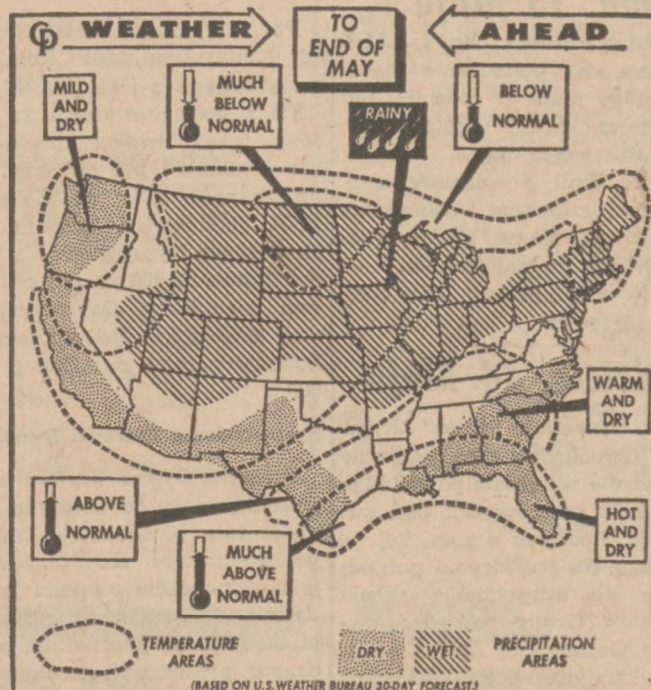 CP WEATHER
TO
END OF
MAY
AHEAD
MILD
AND
DRY
MUCH
BELOW
NORMAL
RAINY
BELOW
NORMAL
WARM
AND
DRY
HOT
AND
DRY
ABOVE
NORMAL
MUCH
ABOVE
NORMAL
TEMPERATURE
AREAS
DRY
WET
PRECIPITATION
AREAS
(BASED ON U.S. WEATHER BUREAU 30-DAY FORECAST.)